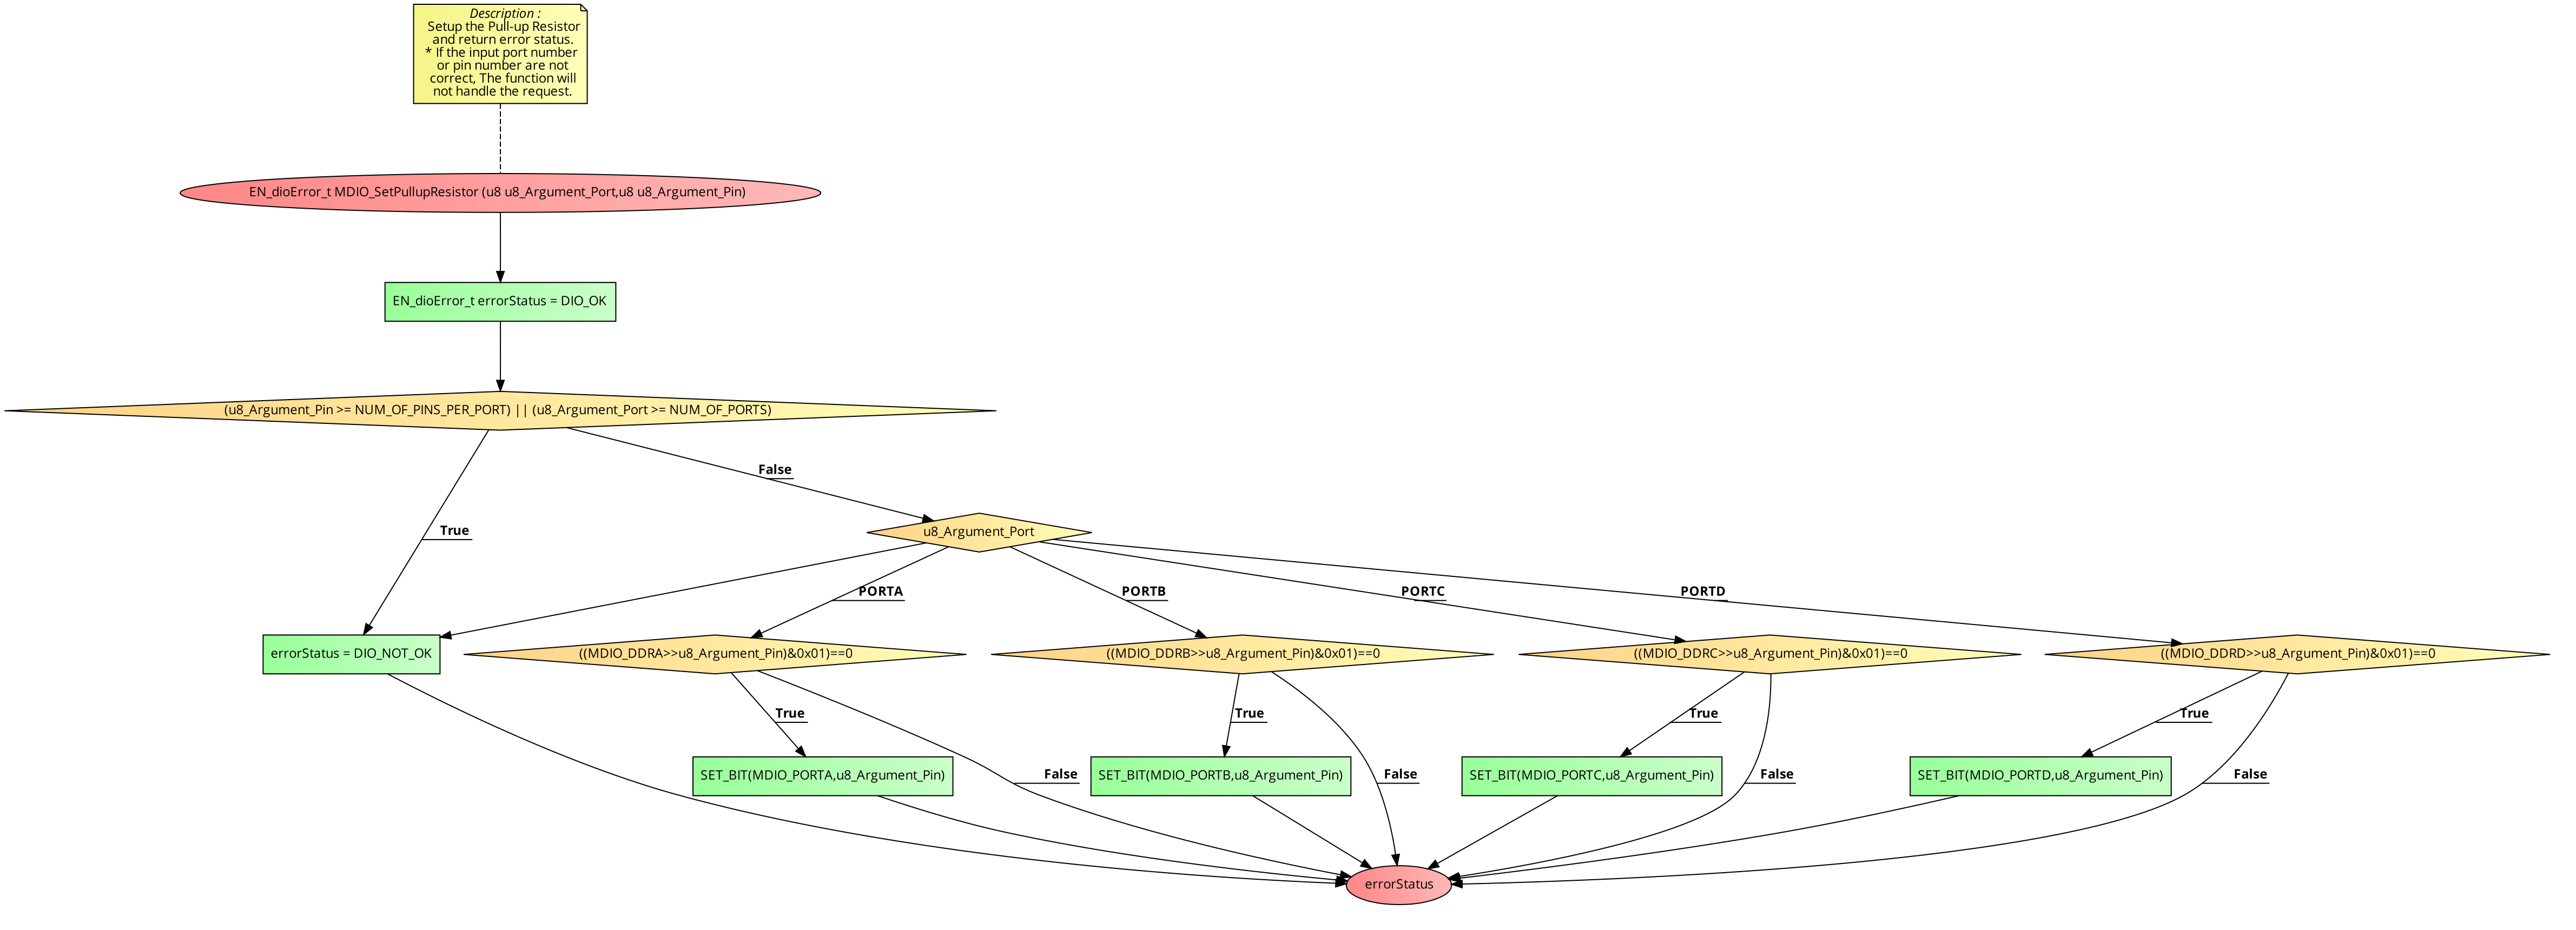 Description :
Setup the Pull-up Resistor
and return error status.
* If the input port number
or pin number are not
correct, The function will
not handle the request.
EN_dioError_t MDIO_SetPullupResistor (u8 u8_Argument_Port,u8 u8_Argument_Pin)
EN_dioError_t errorStatus = DIO_OK
(u8_Argument_Pin >= NUM_OF_PINS_PER_PORT) || (u8_Argument_Port >= NUM_OF_PORTS)
False
True
u8_Argument_Port
PORTA
PORTB
PORTC
PORTD
errorStatus = DIO_NOT_OK
((MDIO_DDRA>>u8_Argument_Pin)&0x01)==0
((MDIO_DDRB>>u8_Argument_Pin)&0x01)==0
((MDIO_DDRC>>u8_Argument_Pin)&0x01)==0
((MDIO_DDRD>>u8_Argument_Pin)&0x01)==0
True
True
True
True
SET_BIT(MDIO_PORTA,u8_Argument_Pin)
False
SET_BIT(MDIO_PORTB,u8_Argument_Pin)
False
SET_BIT(MDIO_PORTC,u8_Argument_Pin)
False
SET_BIT(MDIO_PORTD,u8_Argument_Pin)
False
errorStatus